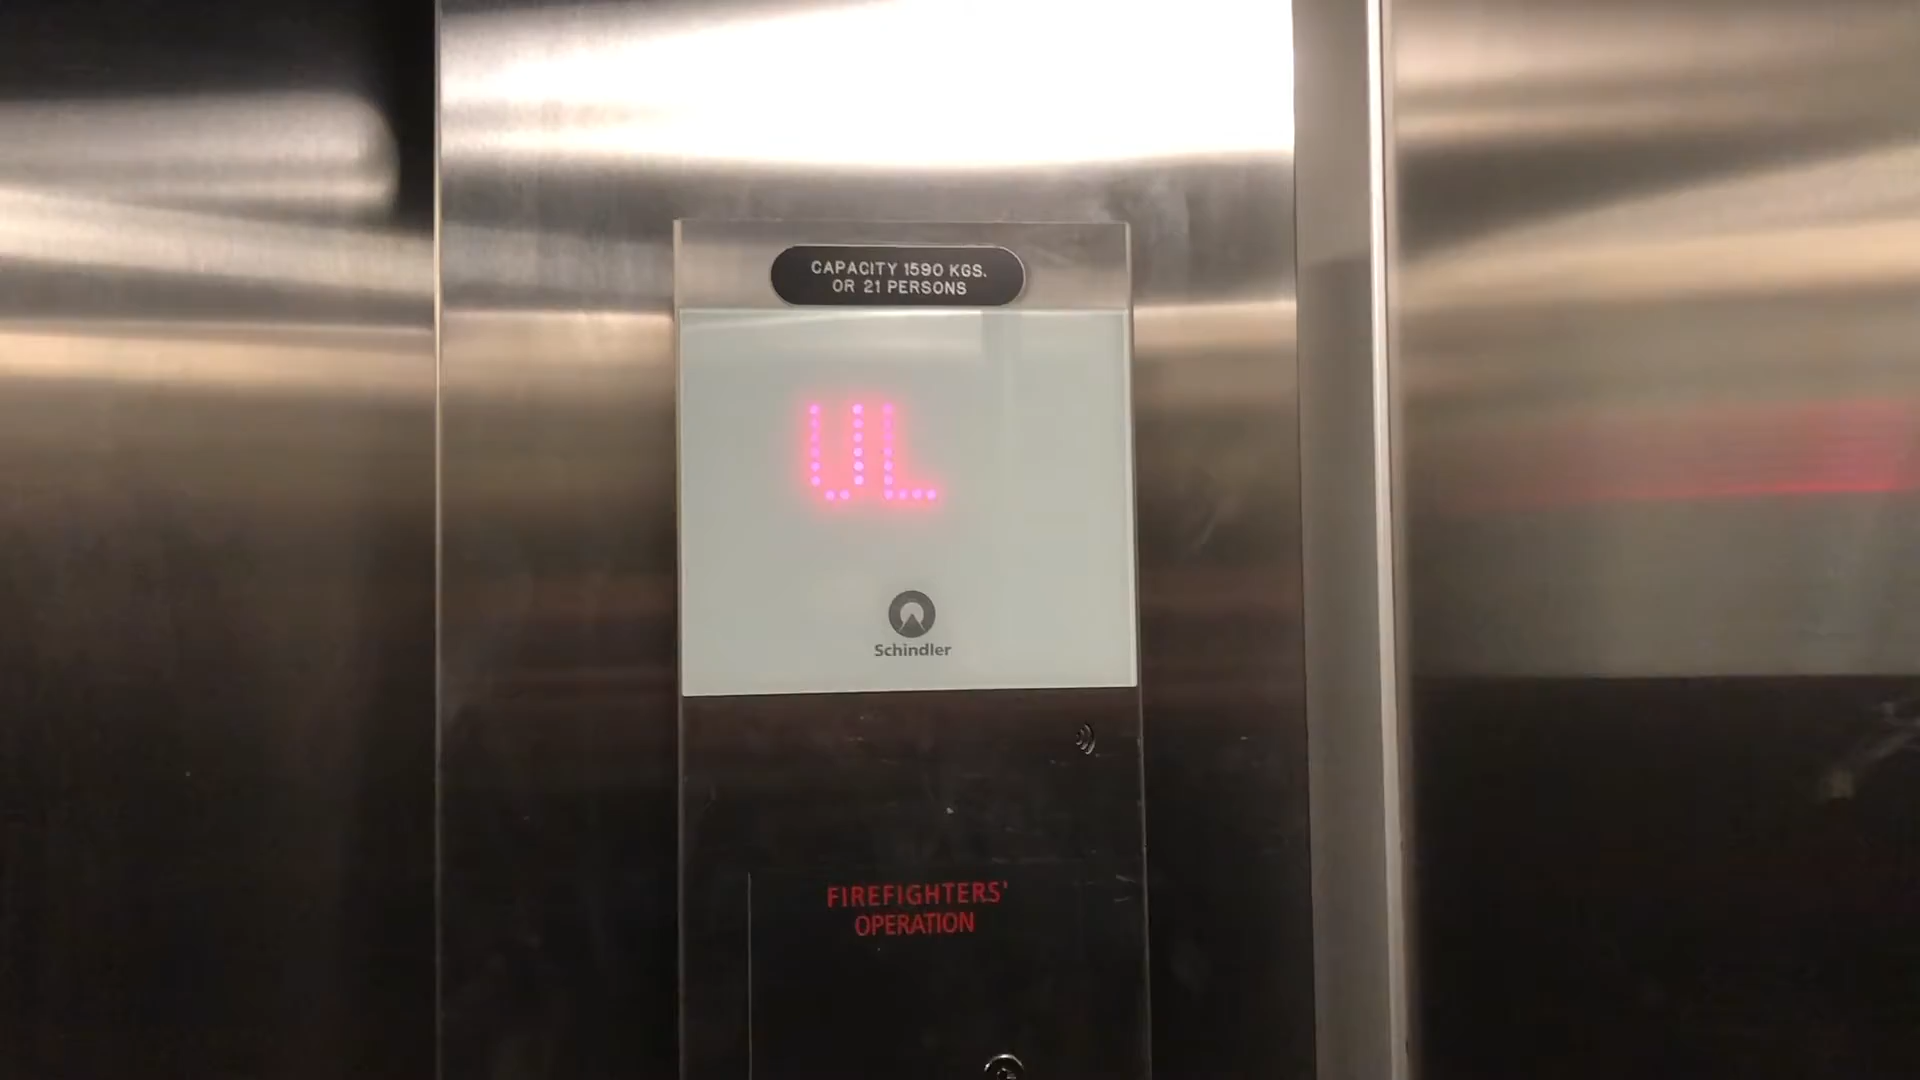 CAPACITY 1590 KGS.
OR 21 PERSONS
UL
Schindler
FIREFIGHTERS'
OPERATION